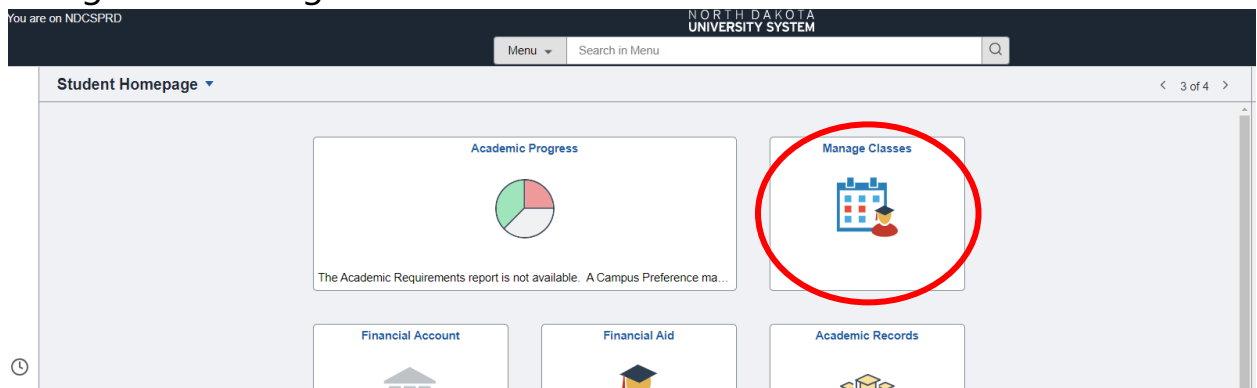 You are on NDCSPRD
NORTH DAKOTA
UNIVERSITY SYSTEM
Menu
Search in Menu
Student Homepage
3 of 4
Academic Progress
Manage Classes
The Academic Requirements report is not available. A Campus Preference ma...
Financial Account
Financial Aid
Academic Records